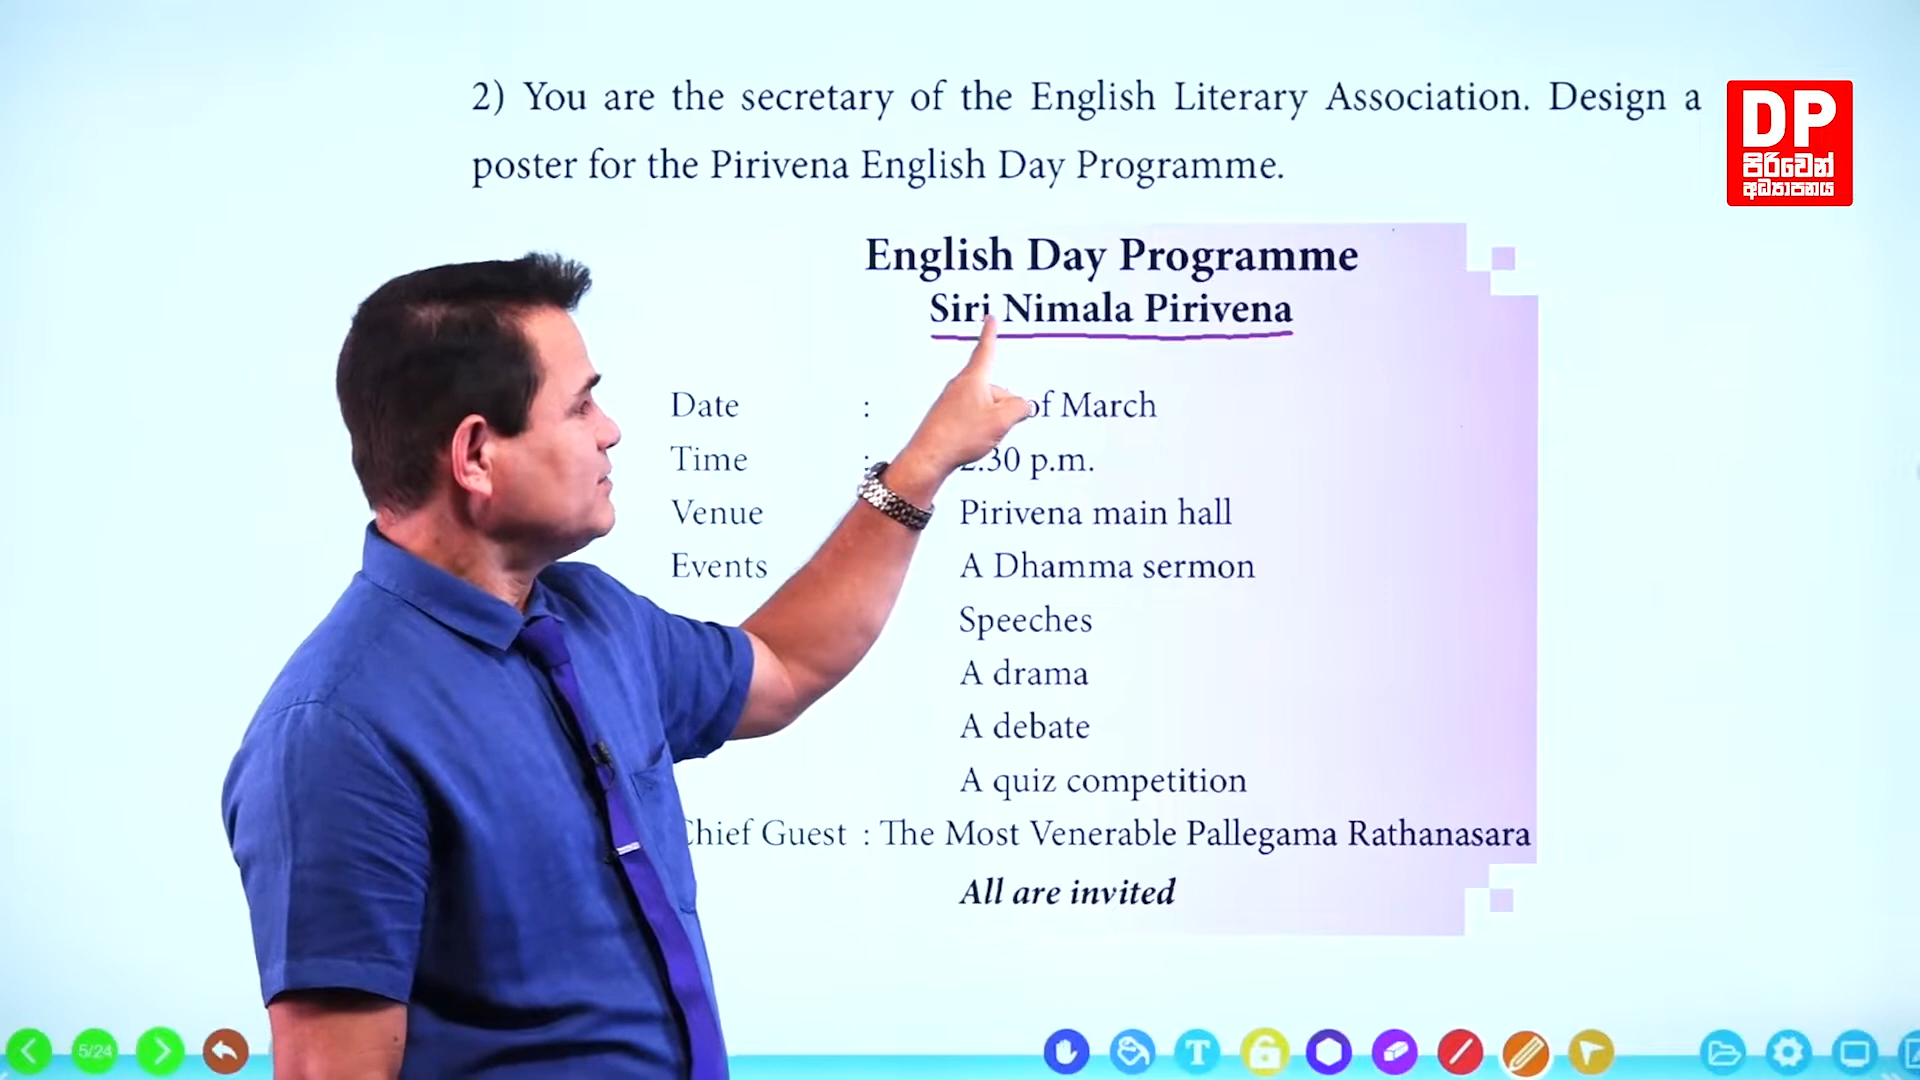 2) You are the secretary of the English Literary Association. Design a
poster for the Pirivena English Day Programme.
DP
පිරිවෙන්
අධ්‍යාපනය
English Day Programme
Siri Nimala Pirivena
Date : of March
Time : 2.30 p.m.
Venue Pirivena main hall
Events A Dhamma sermon
Speeches
A drama
A debate
A quiz competition
Chief Guest : The Most Venerable Pallegama Rathanasara
All are invited
5/24
T